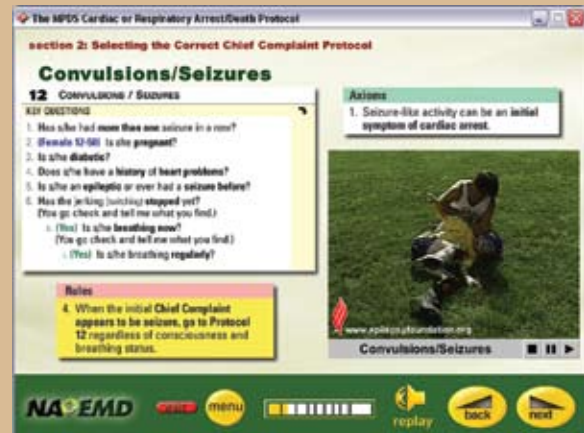 The MPDS Cardiac or Respiratory Arrest/Death Protocol
section 2: Selecting the Correct Chief Complaint Protocol
Convulsions/Seizures
12 CONVULSIONS / SEIZURES
KEY QUESTIONS
1. Has s/he had more than one seizure in a row?
2. (Female 12-50) Is she pregnant?
3. Is s/he diabetic?
4. Does s/he have a history of heart problems?
5. Is s/he an epileptic or ever had a seizure before?
6. Has the jerking (twitching) stopped yet?
(You go check and tell me what you find.)
a. (Yes) Is s/he breathing now?
(You go check and tell me what you find.)
i. (Yes) Is s/he breathing regularly?
Rules
4. When the initial Chief Complaint
appears to be seizure, go to Protocol
12 regardless of consciousness and
breathing status.
Axioms
1. Seizure-like activity can be an initial
symptom of cardiac arrest.
www.epilepsyfoundation.org
Convulsions/Seizures
NAEMD
exit
menu
replay
back
next